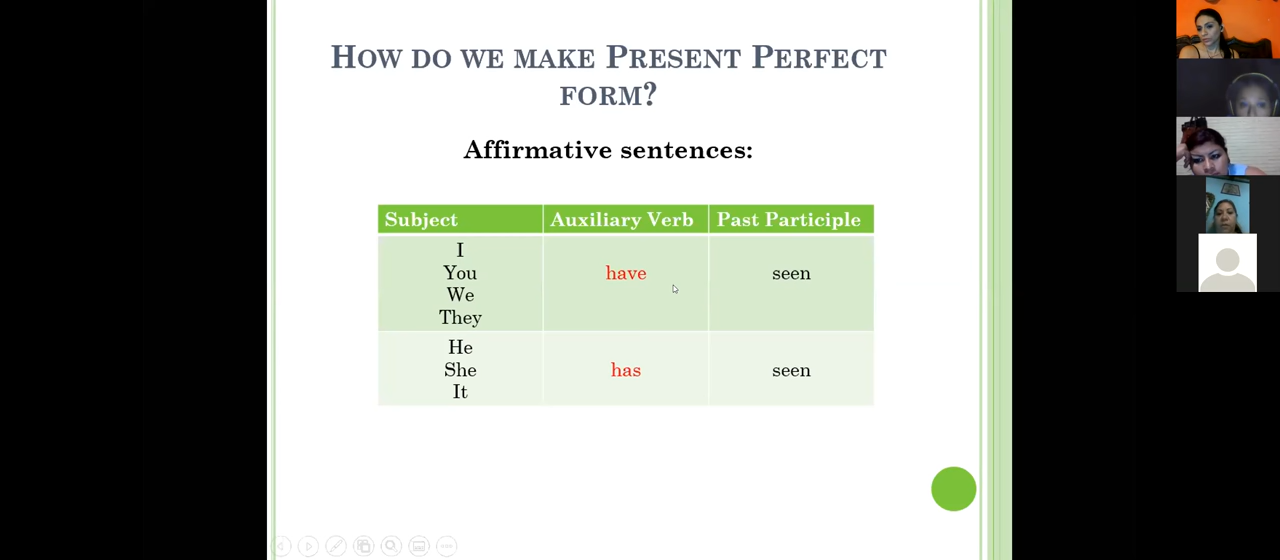 HOW DO WE MAKE PRESENT PERFECT
FORM?
Affirmative sentences:
Subject Auxiliary Verb Past Participle
I
You
We
They
have
seen
He
She
It
has
seen